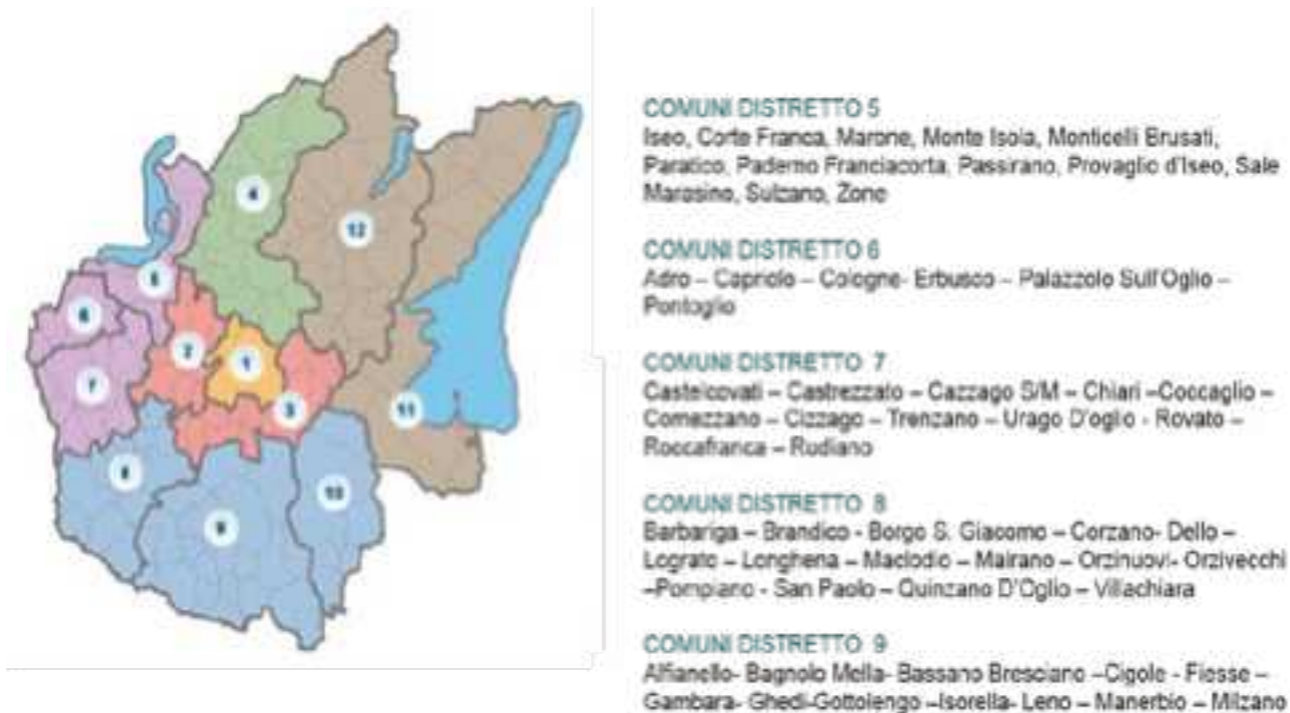 4
12
5
6
2
1
7
3
11
8
10
9
COMUNI DISTRETTO 5
Iseo, Corte Franca, Marone, Monte Isola, Monticelli Brusati,
Paratico, Paderno Franciacorta, Passirano, Provaglio d'Iseo, Sale
Marasino, Sulzano, Zone
COMUNI DISTRETTO 6
Adro – Capriolo – Cologne- Erbusco – Palazzolo Sull'Oglio –
Pontoglio
COMUNI DISTRETTO 7
Castelcovati – Castrezzato – Cazzago S/M – Chiari –Coccaglio –
Comezzano – Cizzago – Trenzano – Urago D'oglio - Rovato –
Roccafranca – Rudiano
COMUNI DISTRETTO 8
Barbariga – Brandico - Borgo S. Giacomo – Corzano- Dello –
Lograto – Longhena – Maclodio – Mairano – Orzinuovi- Orzivecchi
–Pompiano - San Paolo – Quinzano D'Oglio – Villachiara
COMUNI DISTRETTO 9
Alfianello- Bagnolo Mella- Bassano Bresciano –Cigole - Fiesse –
Gambara- Ghedi-Gottolengo –Isorella- Leno – Manerbio – Milzano